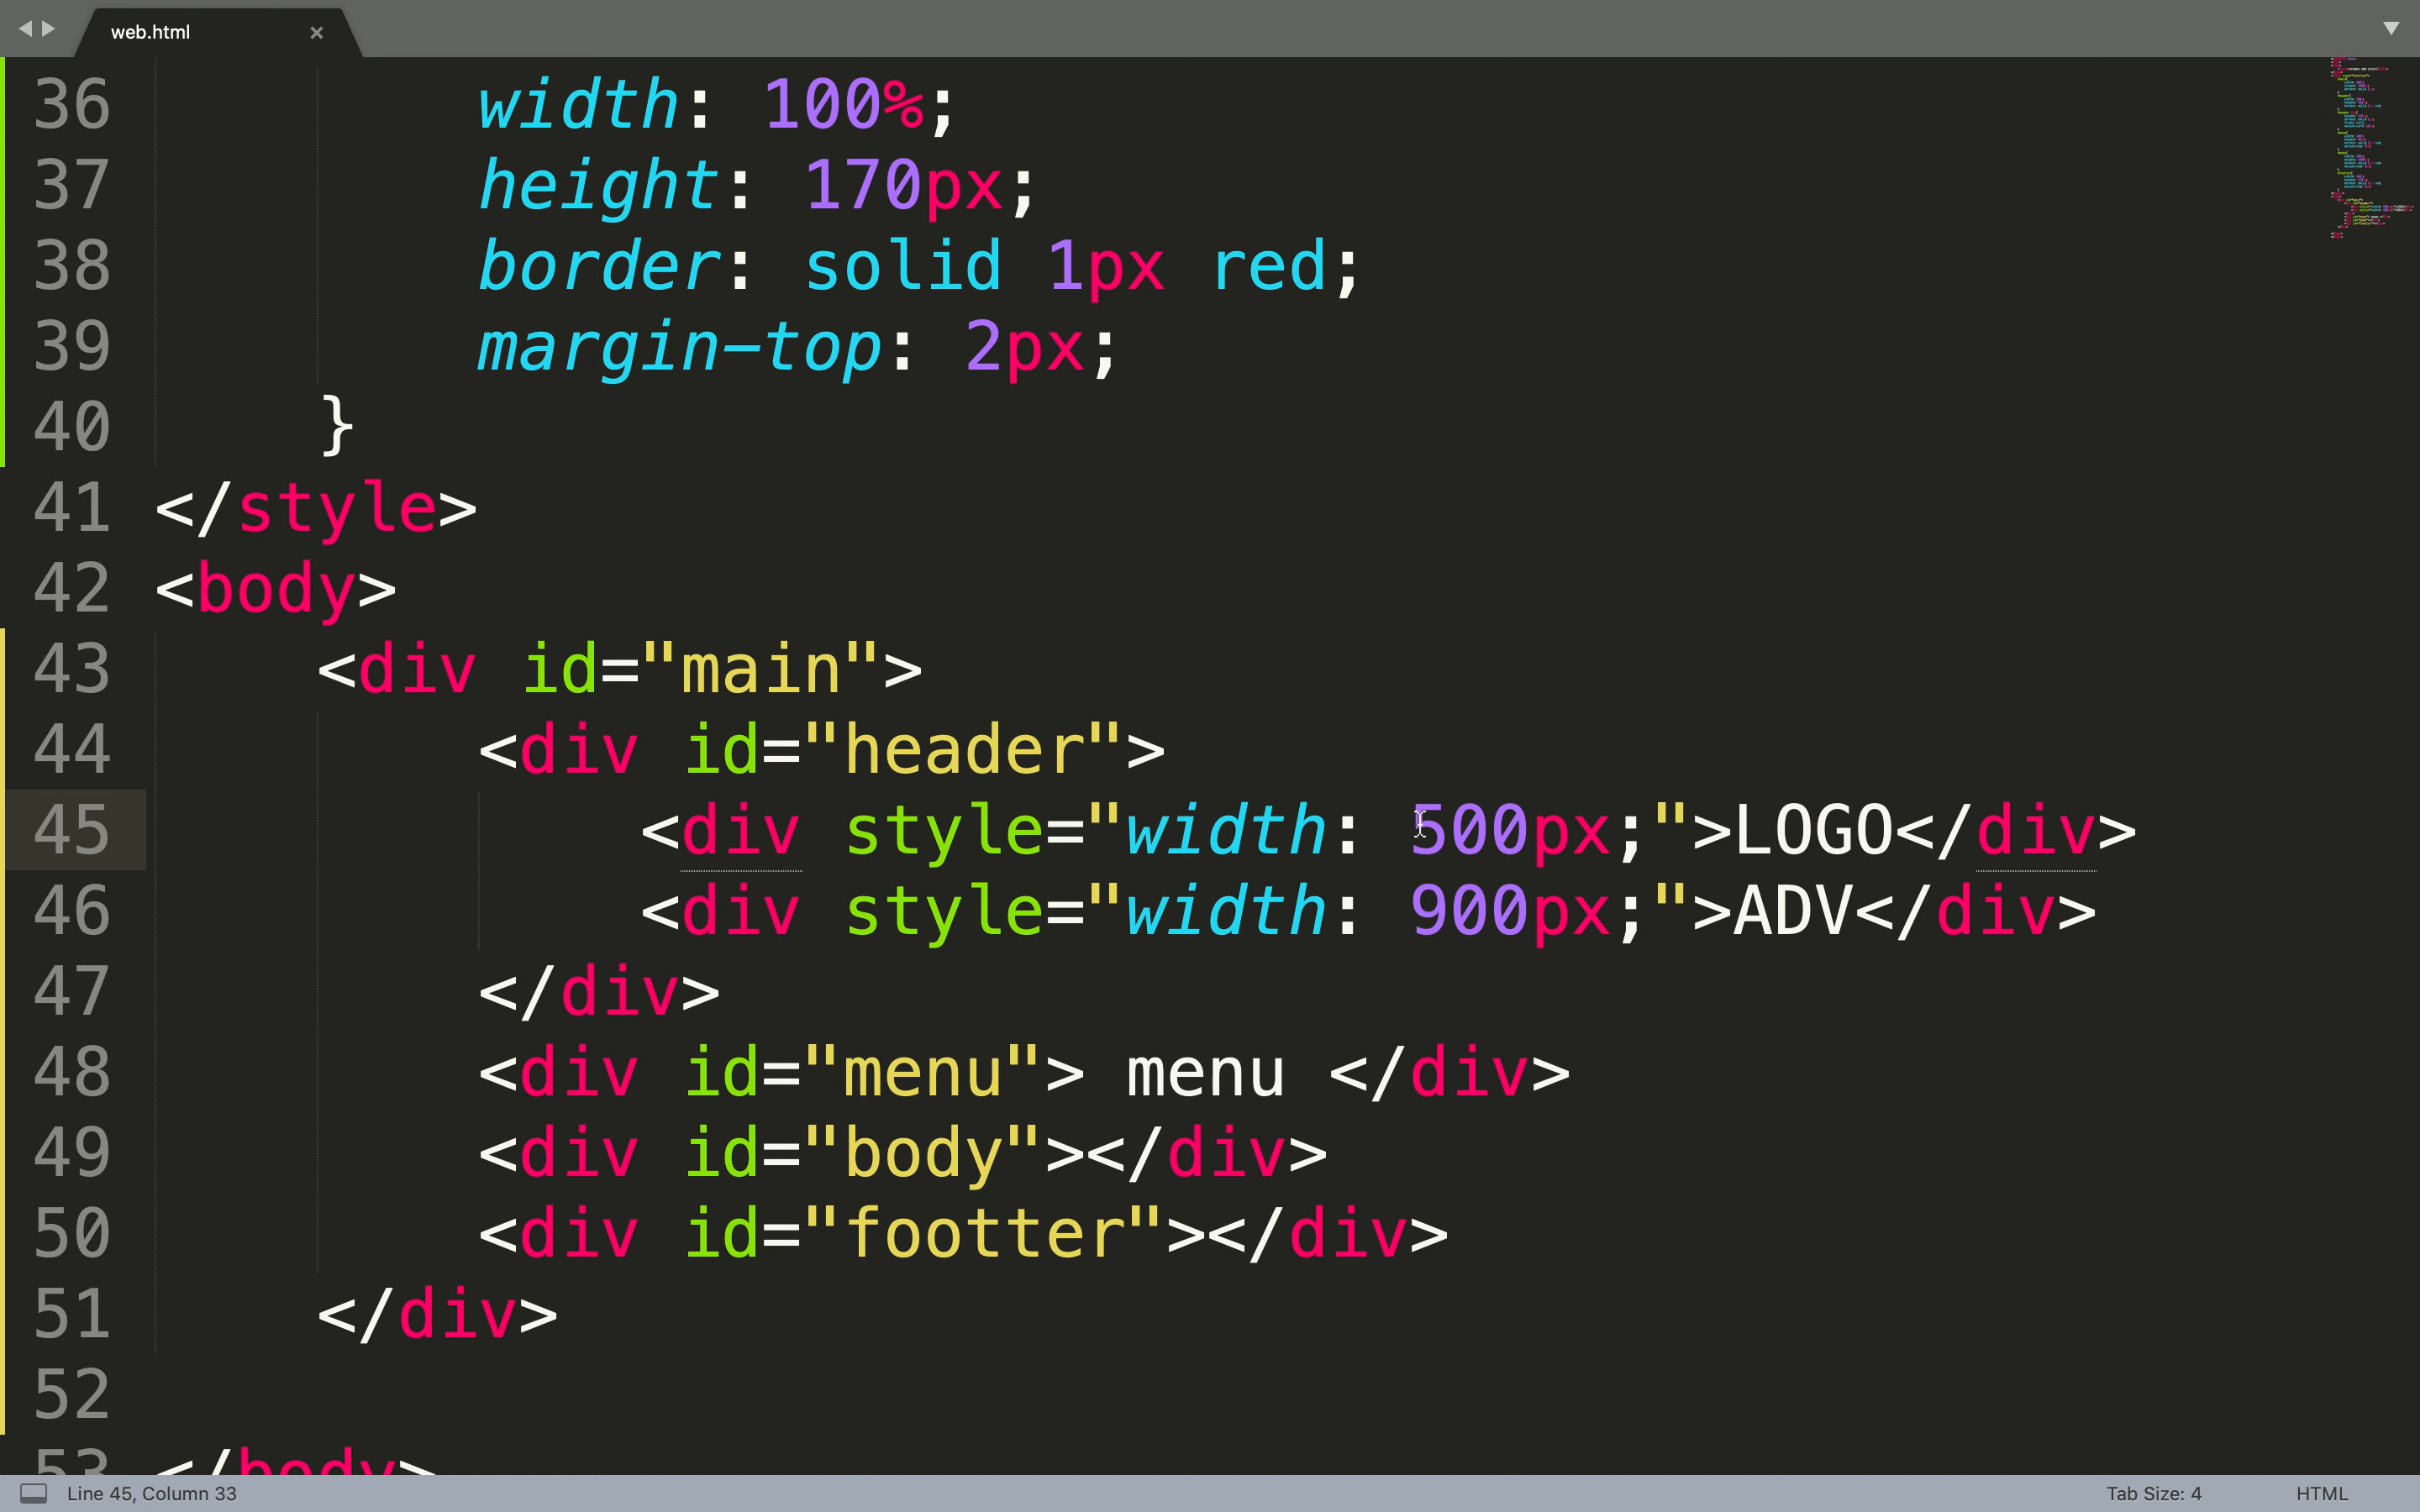 web.html ×
36 width: 100%;
37 height: 170px;
38 border: solid 1px red;
39 margin-top: 2px;
40 }
41 </style>
42 <body>
43 <div id="main">
44 <div id="header">
45 <div style="width: 500px;">LOGO</div>
46 <div style="width: 900px;">ADV</div>
47 </div>
48 <div id="menu"> menu </div>
49 <div id="body"></div>
50 <div id="footter"></div>
51 </div>
52
53 </body>
Line 45, Column 33 Tab Size: 4 HTML